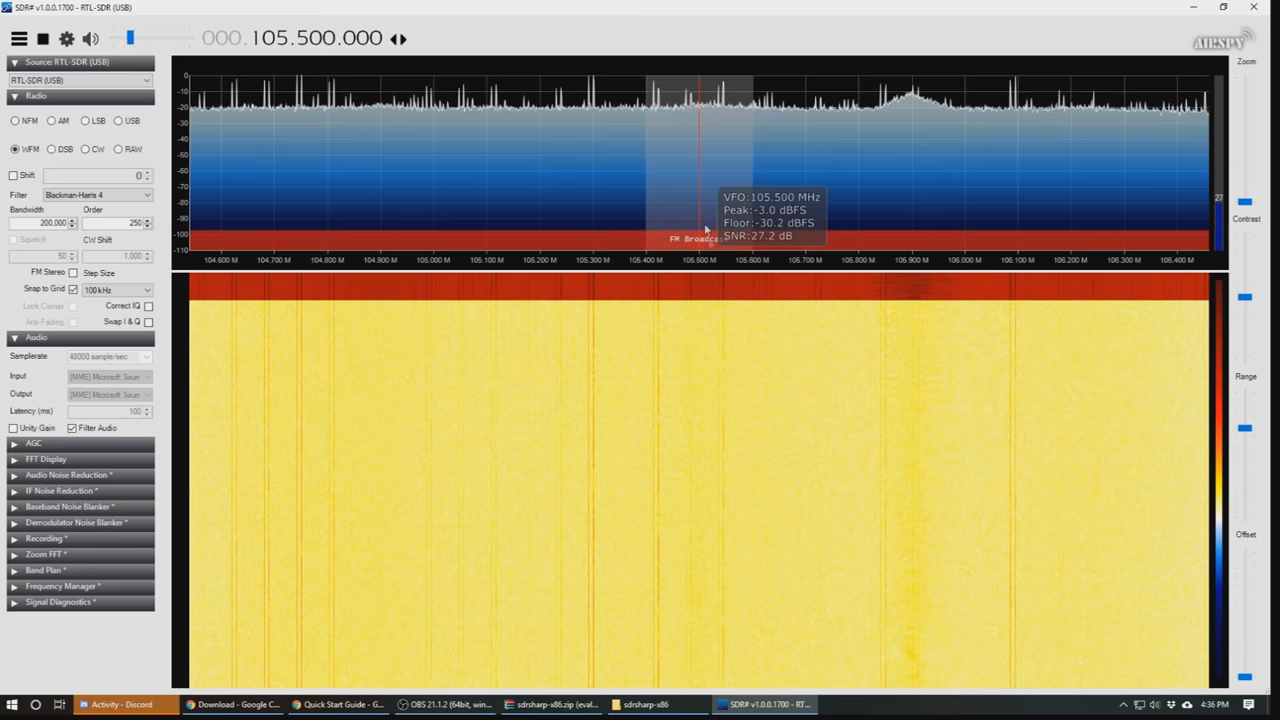 SDR# v1.0.0.1700 - RTL-SDR (USB)
000.105.500.000
AIRSPY
Source: RTL-SDR (USB)
RTL-SDR (USB)
Radio
NFM AM LSB USB
WFM DSB CW RAW
Shift 0
Filter Blackman-Harris 4
Bandwidth Order
200,000 250
Squelch CW Shift
50 1,000
FM Stereo Step Size
Snap to Grid 100 kHz
Lock Carrier Correct IQ
Anti-Fading Swap I & Q
Audio
Samplerate 48000 sample/sec
Input [MME] Microsoft Soun
Output [MME] Microsoft Soun
Latency (ms) 100
Unity Gain Filter Audio
AGC
FFT Display
Audio Noise Reduction *
IF Noise Reduction *
Baseband Noise Blanker *
Demodulator Noise Blanker *
Recording *
Zoom FFT *
Band Plan *
Frequency Manager *
Signal Diagnostics *
0
-10
-20
-30
-40
-50
-60
-70
-80
-90
-100
-110
VFO:105.500 MHz
Peak:-3.0 dBFS
Floor:-30.2 dBFS
SNR:27.2 dB
FM Broadcas
27
104.600 M 104.700 M 104.800 M 104.900 M 105.000 M 105.100 M 105.200 M 105.300 M 105.400 M 105.500 M 105.600 M 105.700 M 105.800 M 105.900 M 106.000 M 106.100 M 106.200 M 106.300 M 106.400 M
Zoom
Contrast
Range
Offset
Activity - Discord
Download - Google C...
Quick Start Guide - G...
OBS 21.1.2 (64bit, win...
sdrsharp-x86.zip (eval...
sdrsharp-x86
SDR# v1.0.0.1700 - RT...
4:36 PM